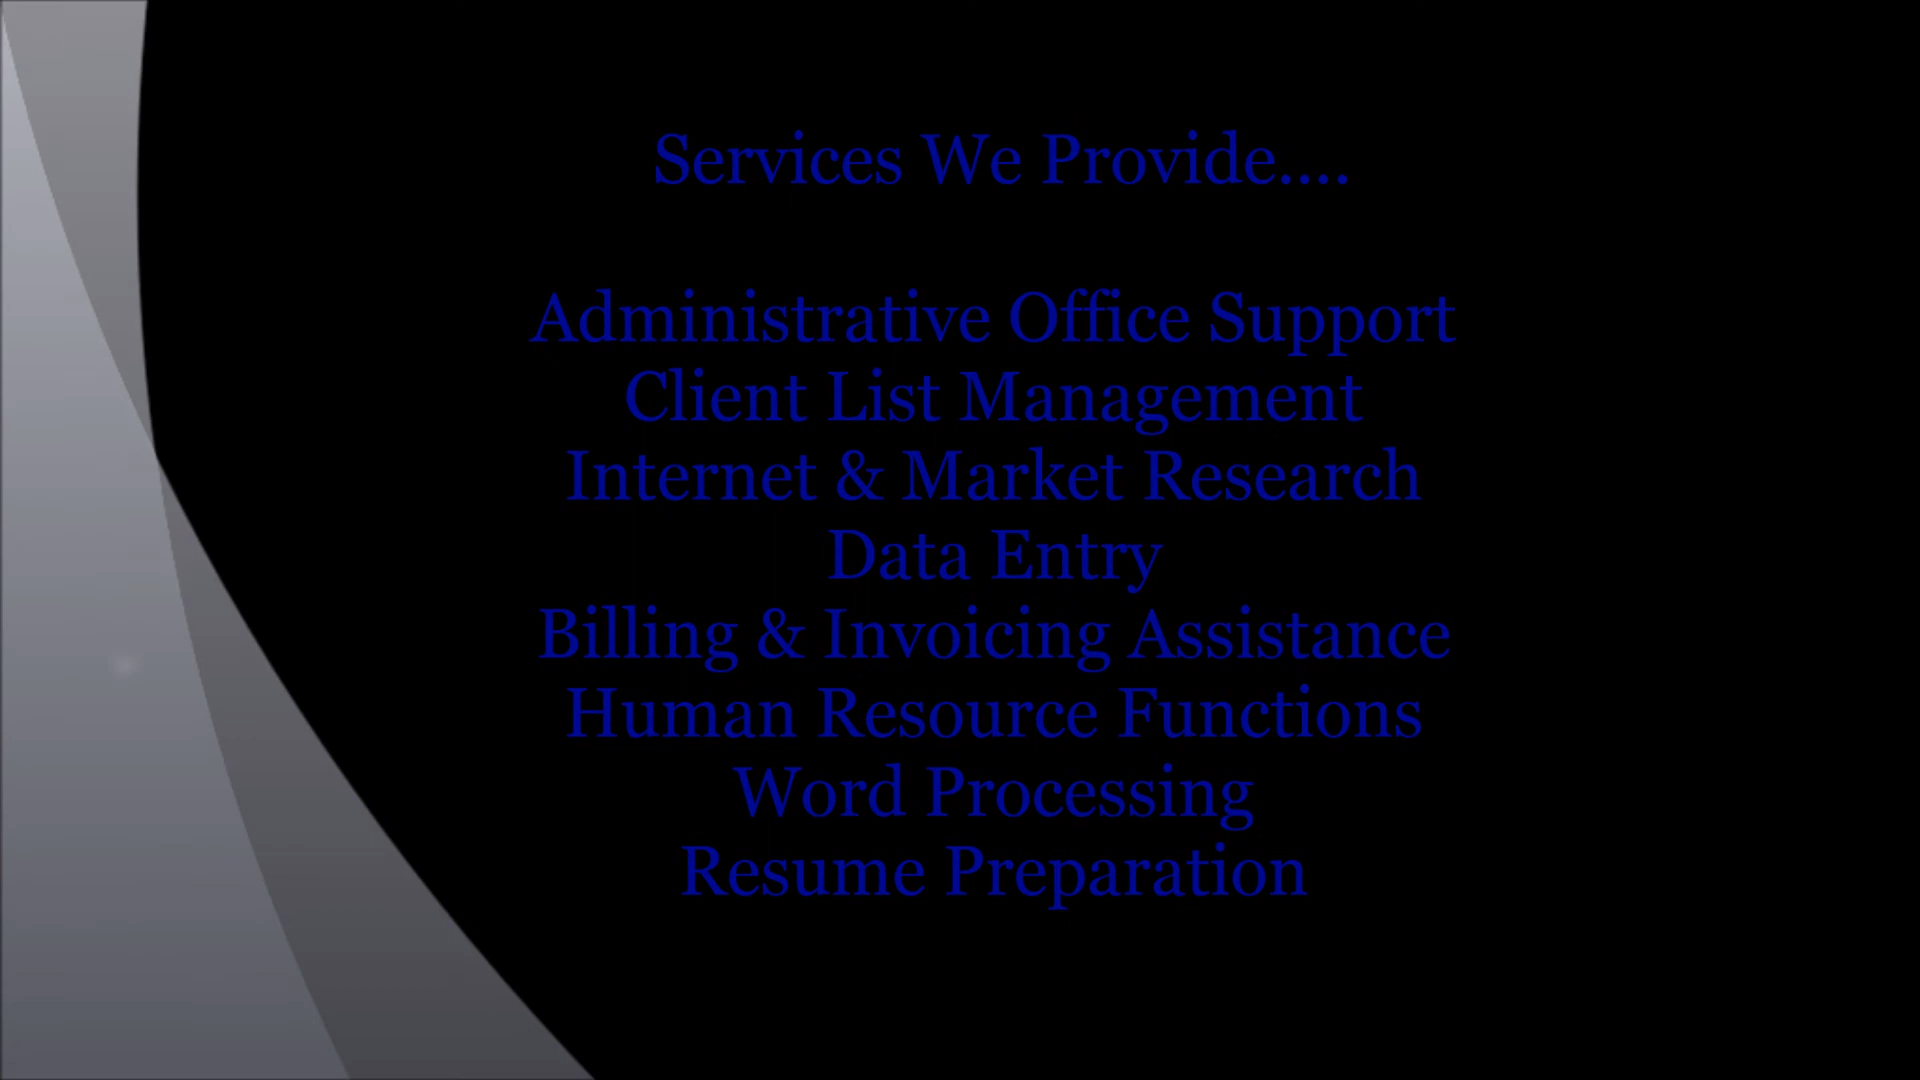 Services We Provide....
Administrative Office Support
Client List Management
Internet & Market Research
Data Entry
Billing & Invoicing Assistance
Human Resource Functions
Word Processing
Resume Preparation